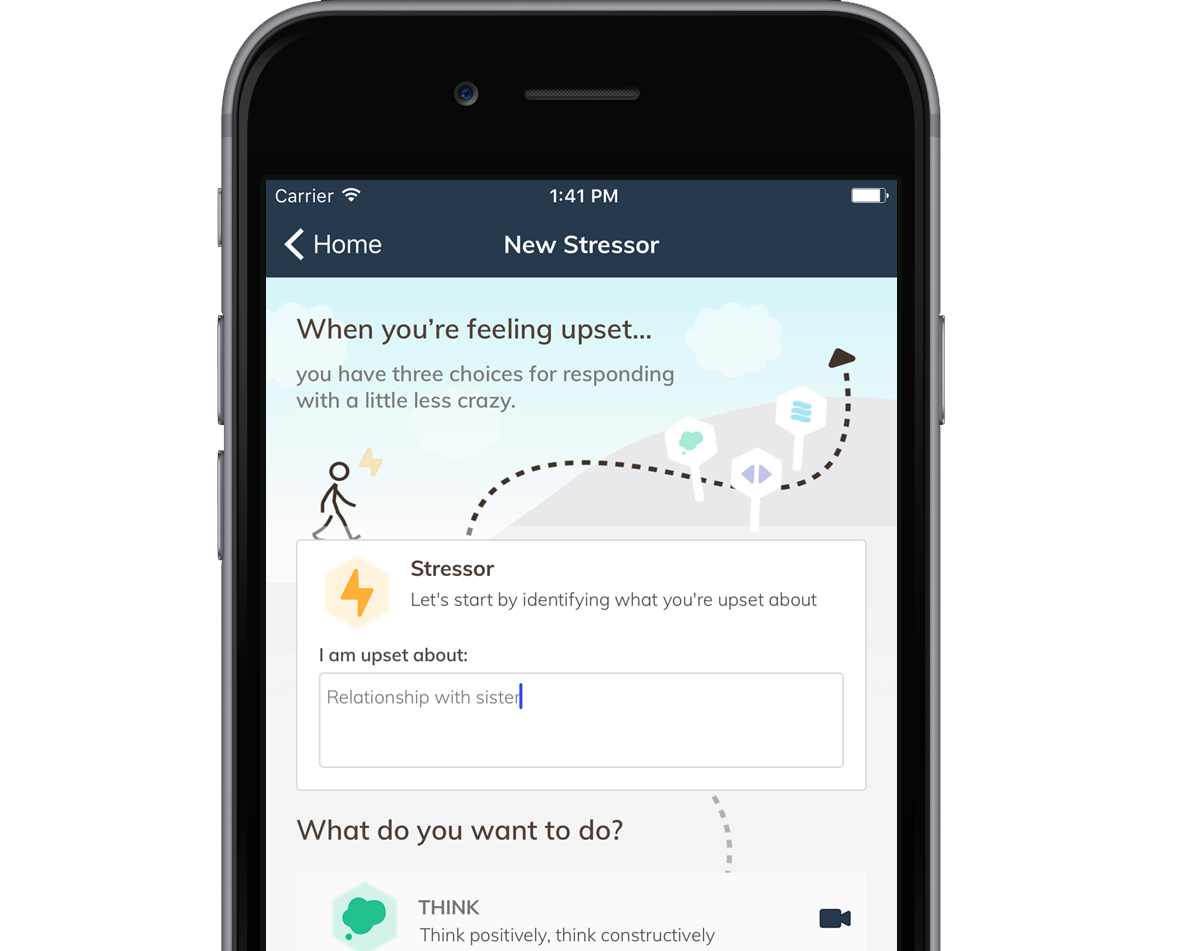 Carrier 1:41 PM
Home New Stressor
When you’re feeling upset...
you have three choices for responding
with a little less crazy.
Stressor
Let's start by identifying what you're upset about
I am upset about:
Relationship with sister
What do you want to do?
THINK
Think positively, think constructively